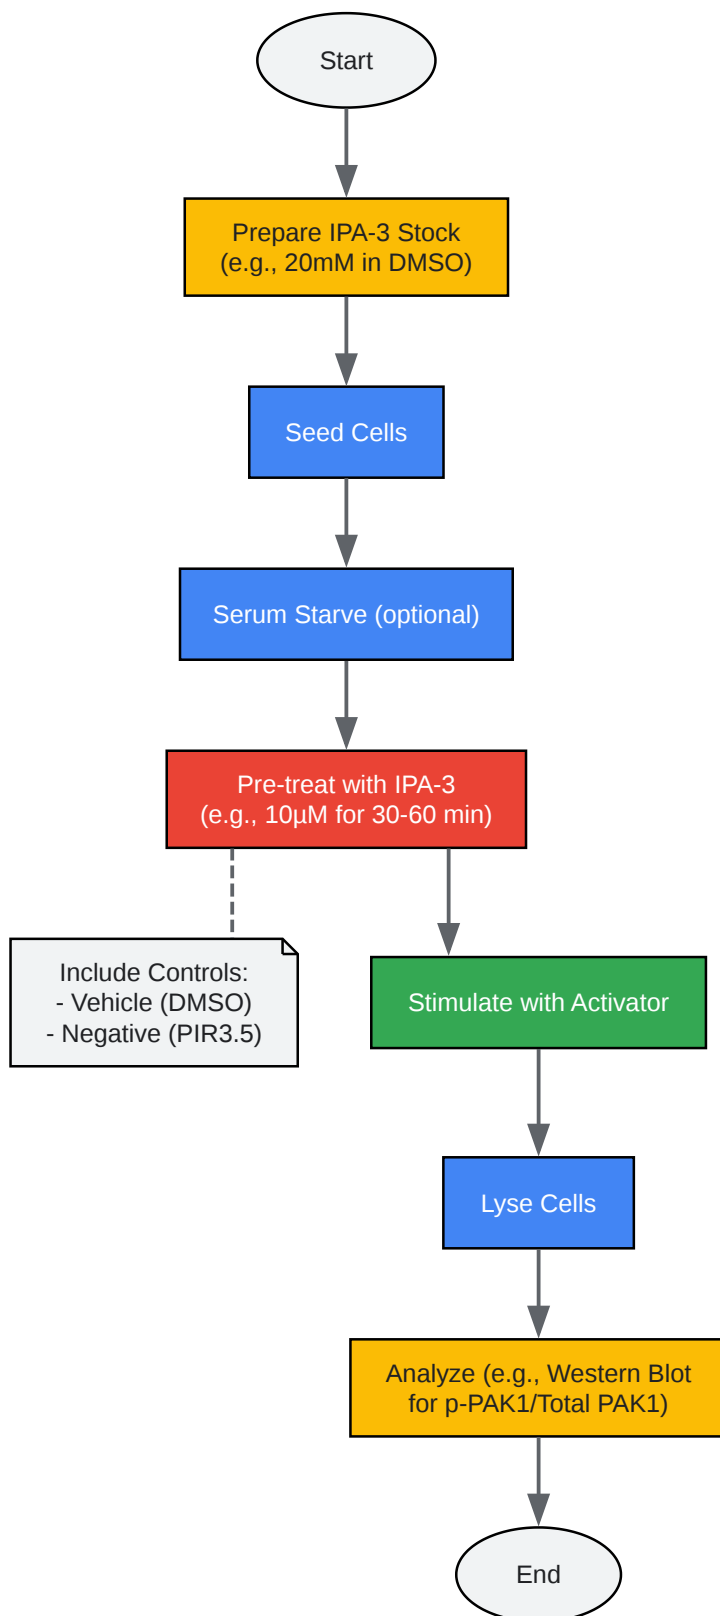 Start
Prepare IPA-3 Stock
(e.g., 20mM in DMSO)
Seed Cells
Serum Starve (optional)
Pre-treat with IPA-3
(e.g., 10µM for 30-60 min)
Include Controls:
- Vehicle (DMSO)
- Negative (PIR3.5)
Stimulate with Activator
Lyse Cells
Analyze (e.g., Western Blot
for p-PAK1/Total PAK1)
End